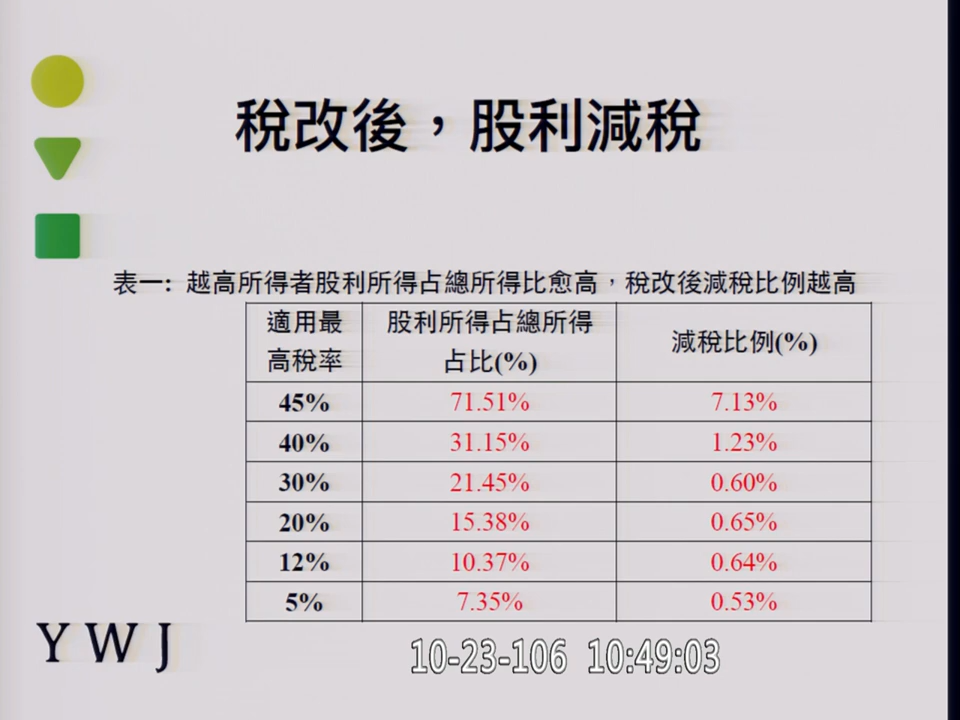 稅改後，股利減稅
表一: 越高所得者股利所得占總所得比愈高，稅改後減稅比例越高
適用最高稅率 股利所得占總所得占比(%) 減稅比例(%)
45% 71.51% 7.13%
40% 31.15% 1.23%
30% 21.45% 0.60%
20% 15.38% 0.65%
12% 10.37% 0.64%
5% 7.35% 0.53%
YWJ
10-23-106 10:49:03